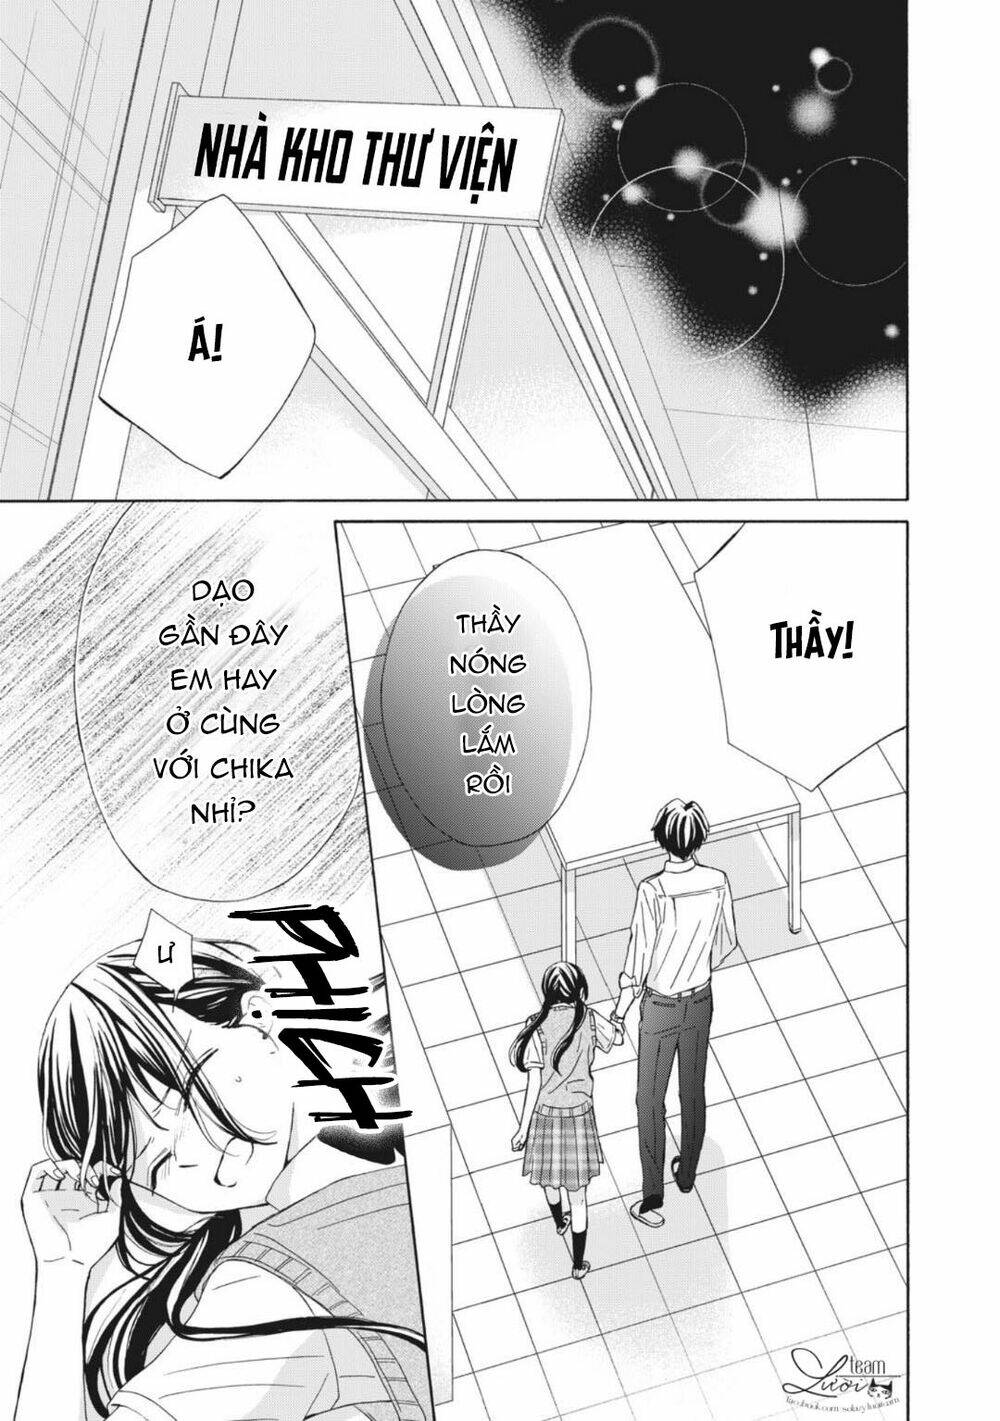 NHÀ KHO THƯ VIỆN
Á!
THẦY!
THẦY
NÓNG
LÒNG
LẮM
RỒI
DẠO
GẦN ĐÂY
EM HAY
Ở CÙNG
VỚI CHIKA
NHỈ?
Ư
PHỊCH
team
Lười